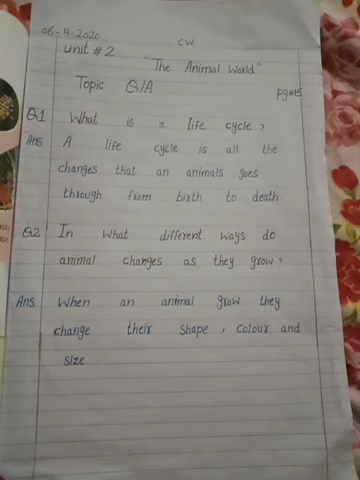 06-4-2020
CW
Unit # 2
"The Animal World"
Topic Q/A
pg#15
Q1 What is a life cycle?
Ans A life cycle is all the
changes that an animals goes
through from birth to death
Q2 In what different ways do
animal changes as they grow?
Ans When an animal grow they
change their shape, colour and
size